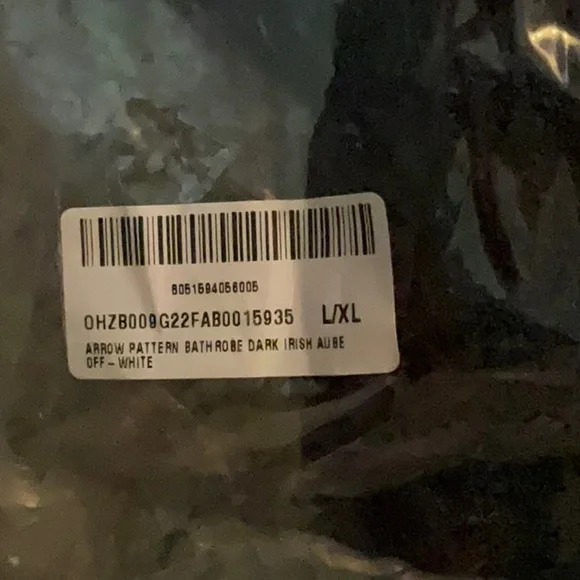 8051594056005
OHZB009G22FAB0015935 L/XL
ARROW PATTERN BATHROBE DARK IRISH AUBE
OFF-WHITE